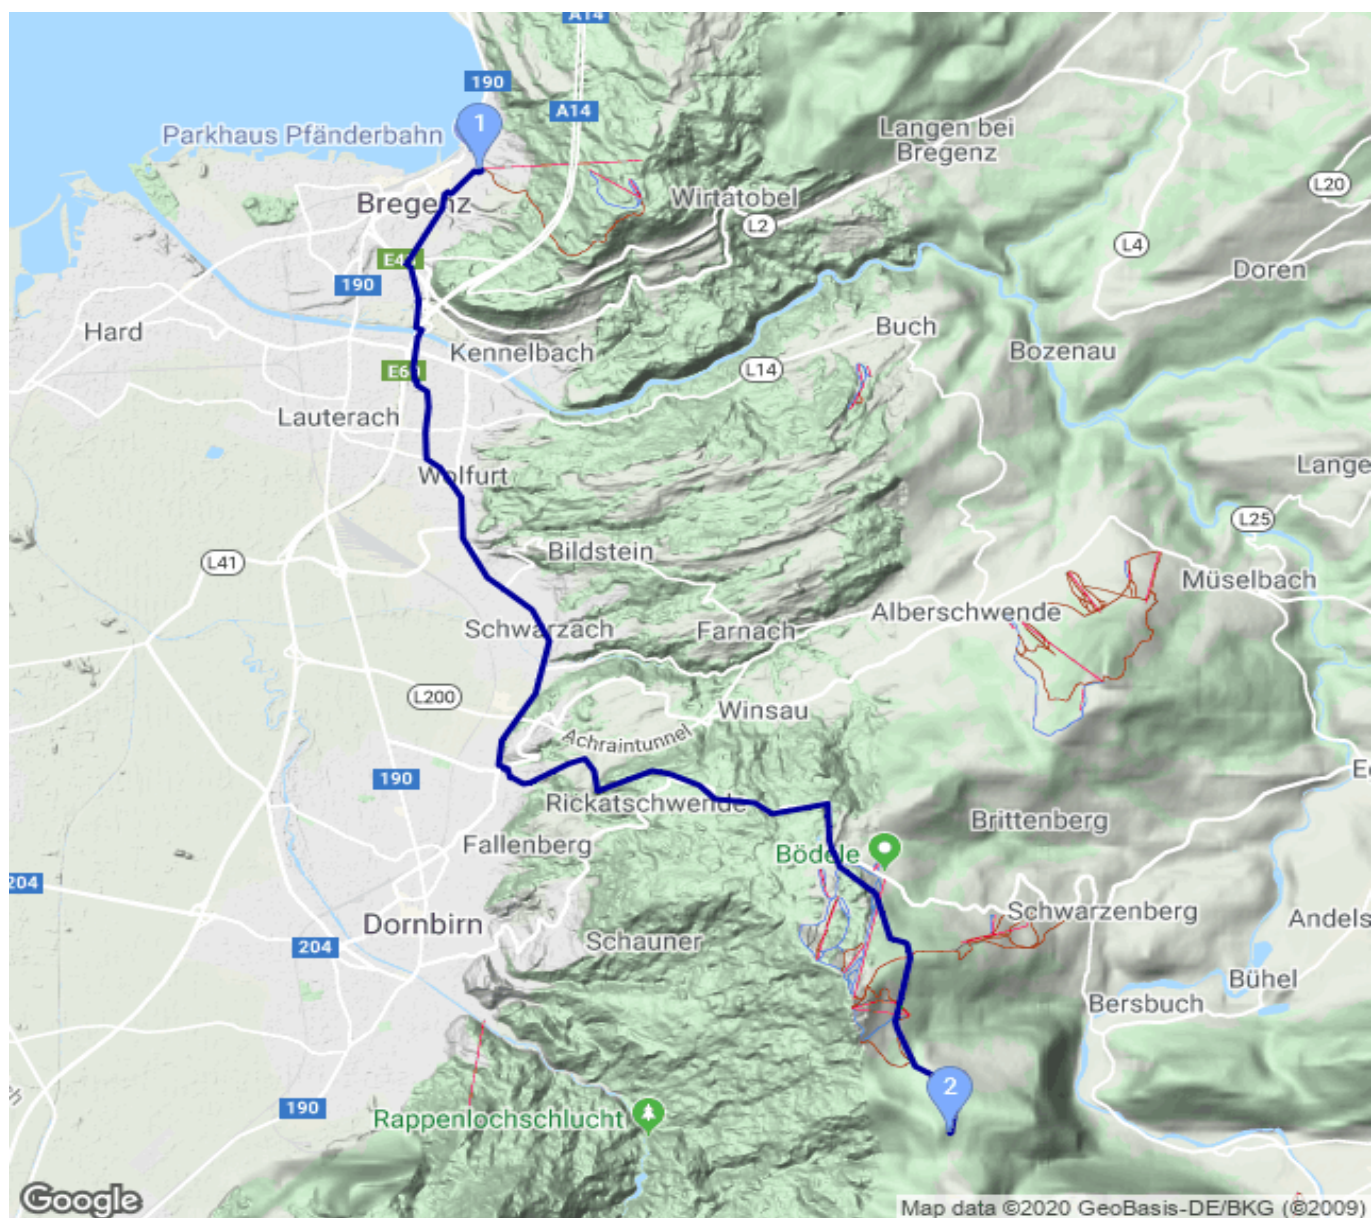 A14
190
1
A14
Parkhaus Pfänderbahn
Langen bei
Bregenz
L20
Wirtatobel
Bregenz
L2
L4
E4
Doren
190
Hard
Buch
Kennelbach
Bozenau
L14
E6
Lauterach
Wolfurt
Lange
L25
Bildstein
L41
Müselbach
Alberschwende
Schwarzach
Farnach
L200
Winsau
Achraintunnel
190
Rickatschwende
Brittenberg
Fallenberg
Bödele
204
Schwarzenberg
Dornbirn
Andels
204
Schauner
Bühel
Bersbuch
2
190
Rappenlochschlucht
Google
Map data ©2020 GeoBasis-DE/BKG (©2009)